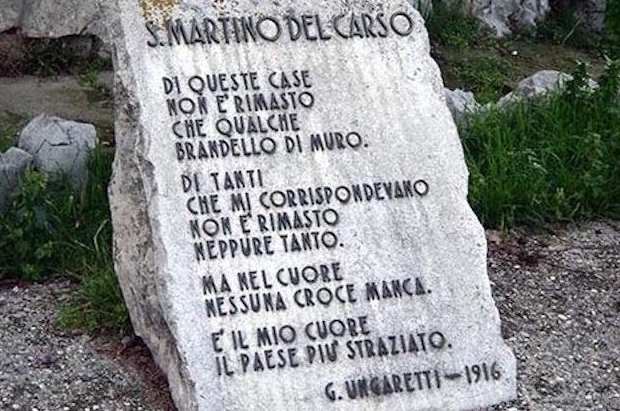 S. MARTINO DEL CARSO
DI QUESTE CASE
NON E' RIMASTO
CHE QUALCHE
BRANDELLO DI MURO.
DI TANTI
CHE MI CORRISPONDEVANO
NON E' RIMASTO
NEPPURE TANTO.
MA NEL CUORE
NESSUNA CROCE MANCA.
E' IL MIO CUORE
IL PAESE PIU' STRAZIATO.
G. UNGARETTI — 1916